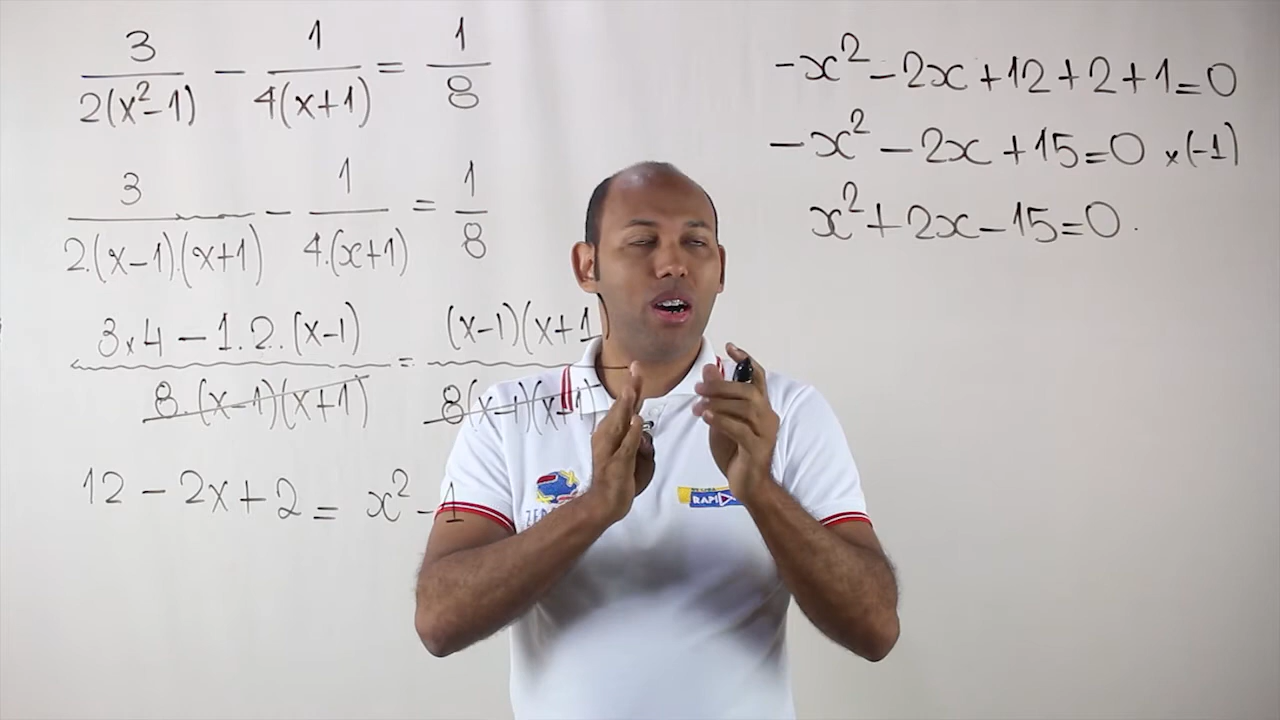 3/(2(x²-1)) - 1/(4(x+1)) = 1/8
3/(2.(x-1).(x+1)) - 1/(4.(x+1)) = 1/8
(3x4 - 1.2.(x-1))/(8.(x-1)(x+1)) = ((x-1)(x+1))/(8(x-1)(x+1))
12 - 2x + 2 = x² - 1
-x² - 2x + 12 + 2 + 1 = 0
-x² - 2x + 15 = 0 x(-1)
x² + 2x - 15 = 0.